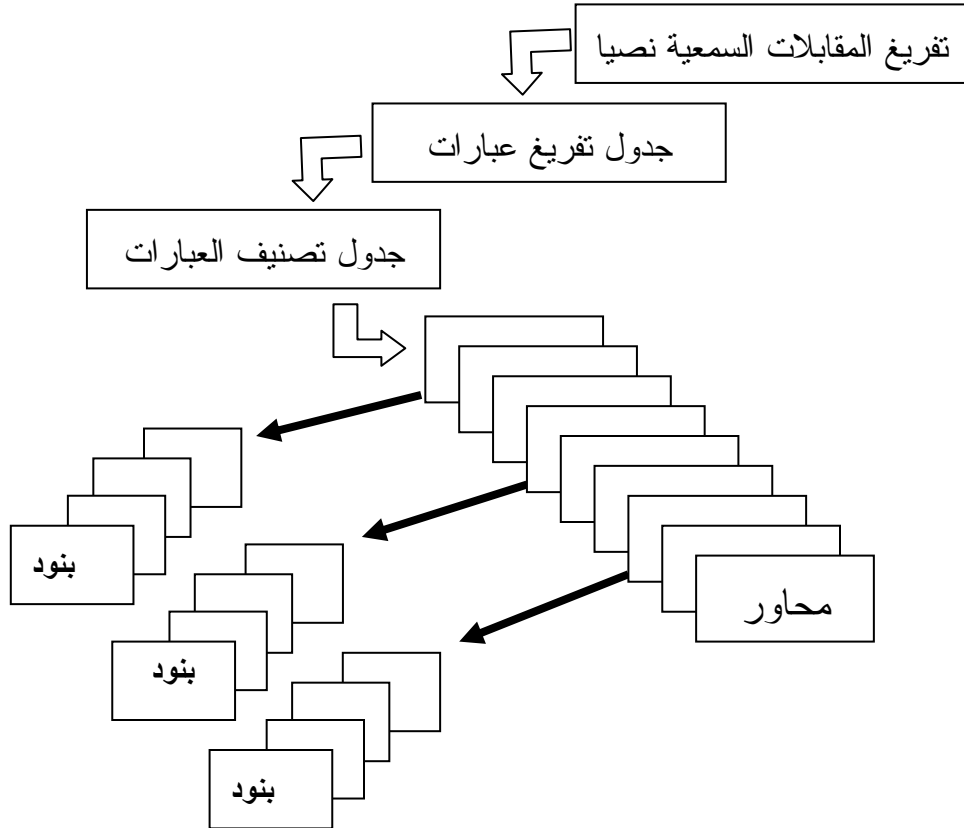 تفريغ المقابلات السمعية نصيا
جدول تفريغ عبارات
جدول تصنيف العبارات
محاور
بنود
بنود
بنود